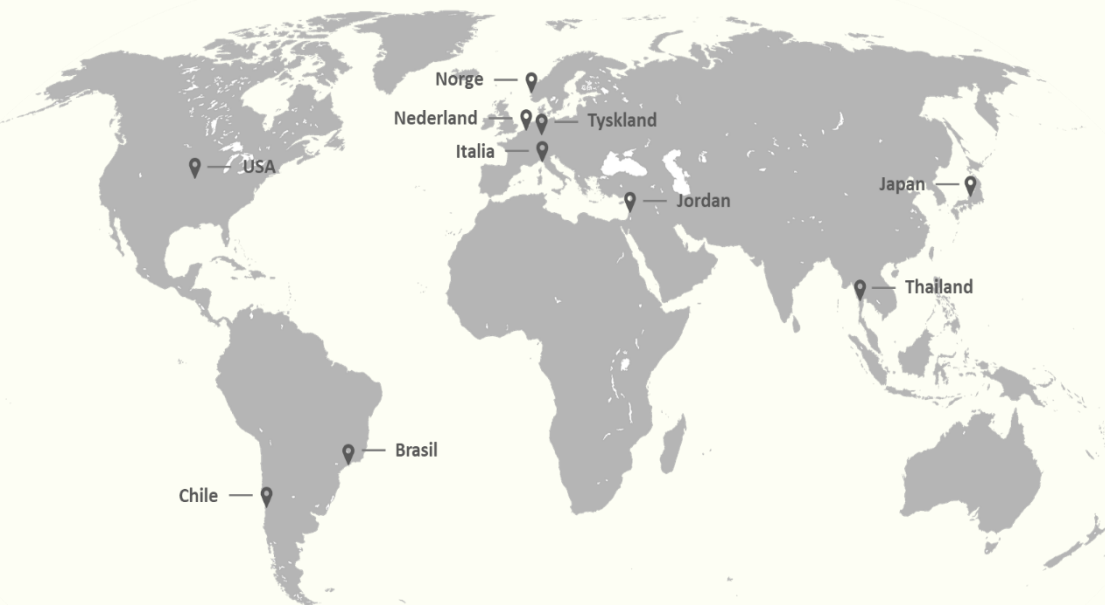 Norge
Nederland
Tyskland
Italia
USA
Japan
Jordan
Thailand
Brasil
Chile